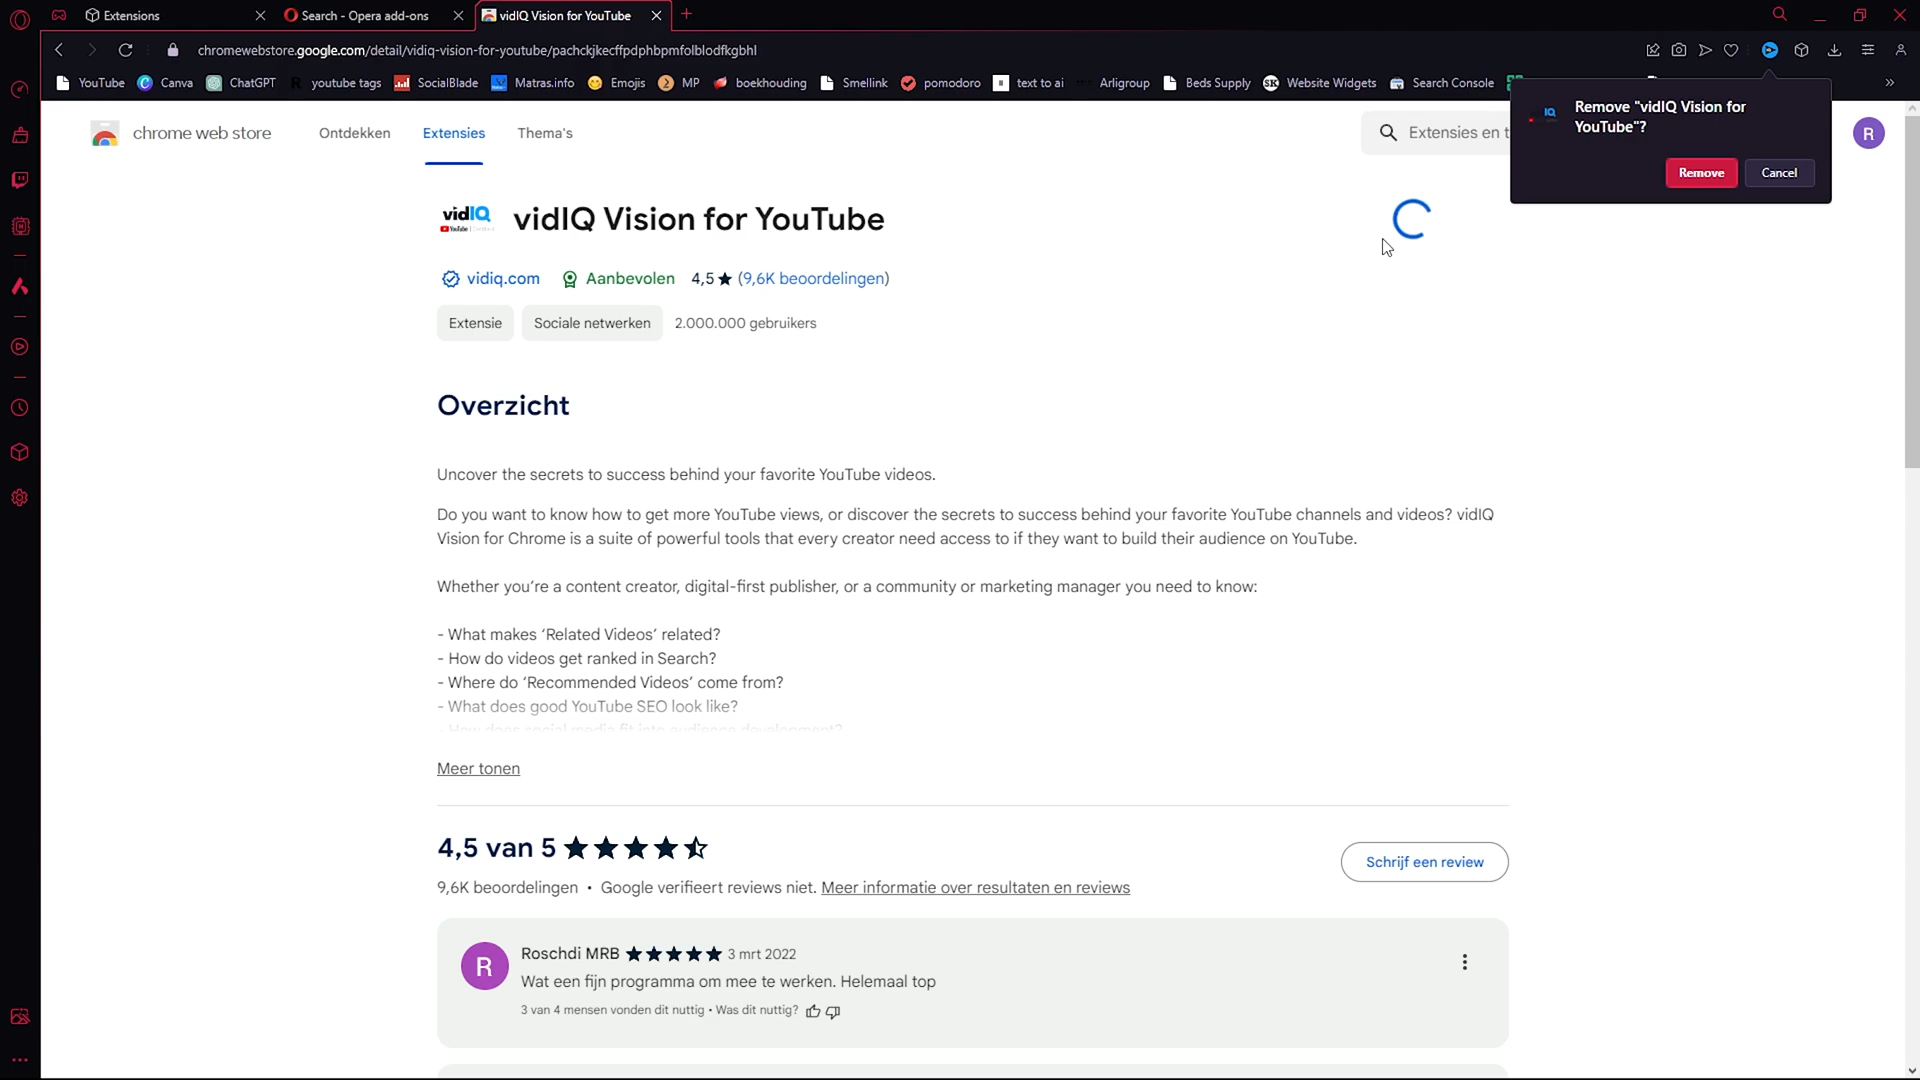 Extensions
Search - Opera add-ons
vidIQ Vision for YouTube
chromewebstore.google.com/detail/vidiq-vision-for-youtube/pachckjkecffpdphbpmfolblodfkgbhl
YouTube
Canva
ChatGPT
youtube tags
SocialBlade
Matras.info
Emojis
MP
boekhouding
Smellink
pomodoro
text to ai
Arligroup
Beds Supply
Website Widgets
Search Console
Remove "vidIQ Vision for
YouTube"?
Remove
Cancel
chrome web store
Ontdekken
Extensies
Thema's
Extensies en t
R
vidIQ
YouTube
vidIQ Vision for YouTube
vidiq.com
Aanbevolen
4,5★ (9,6K beoordelingen)
Extensie
Sociale netwerken
2.000.000 gebruikers
Overzicht
Uncover the secrets to success behind your favorite YouTube videos.
Do you want to know how to get more YouTube views, or discover the secrets to success behind your favorite YouTube channels and videos? vidIQ
Vision for Chrome is a suite of powerful tools that every creator need access to if they want to build their audience on YouTube.
Whether you're a content creator, digital-first publisher, or a community or marketing manager you need to know:
- What makes 'Related Videos' related?
- How do videos get ranked in Search?
- Where do 'Recommended Videos' come from?
- What does good YouTube SEO look like?
- How does social media fit into audience development?
Meer tonen
4,5 van 5
Schrijf een review
9,6K beoordelingen • Google verifieert reviews niet. Meer informatie over resultaten en reviews
R
Roschdi MRB ★★★★★ 3 mrt 2022
Wat een fijn programma om mee te werken. Helemaal top
3 van 4 mensen vonden dit nuttig • Was dit nuttig?